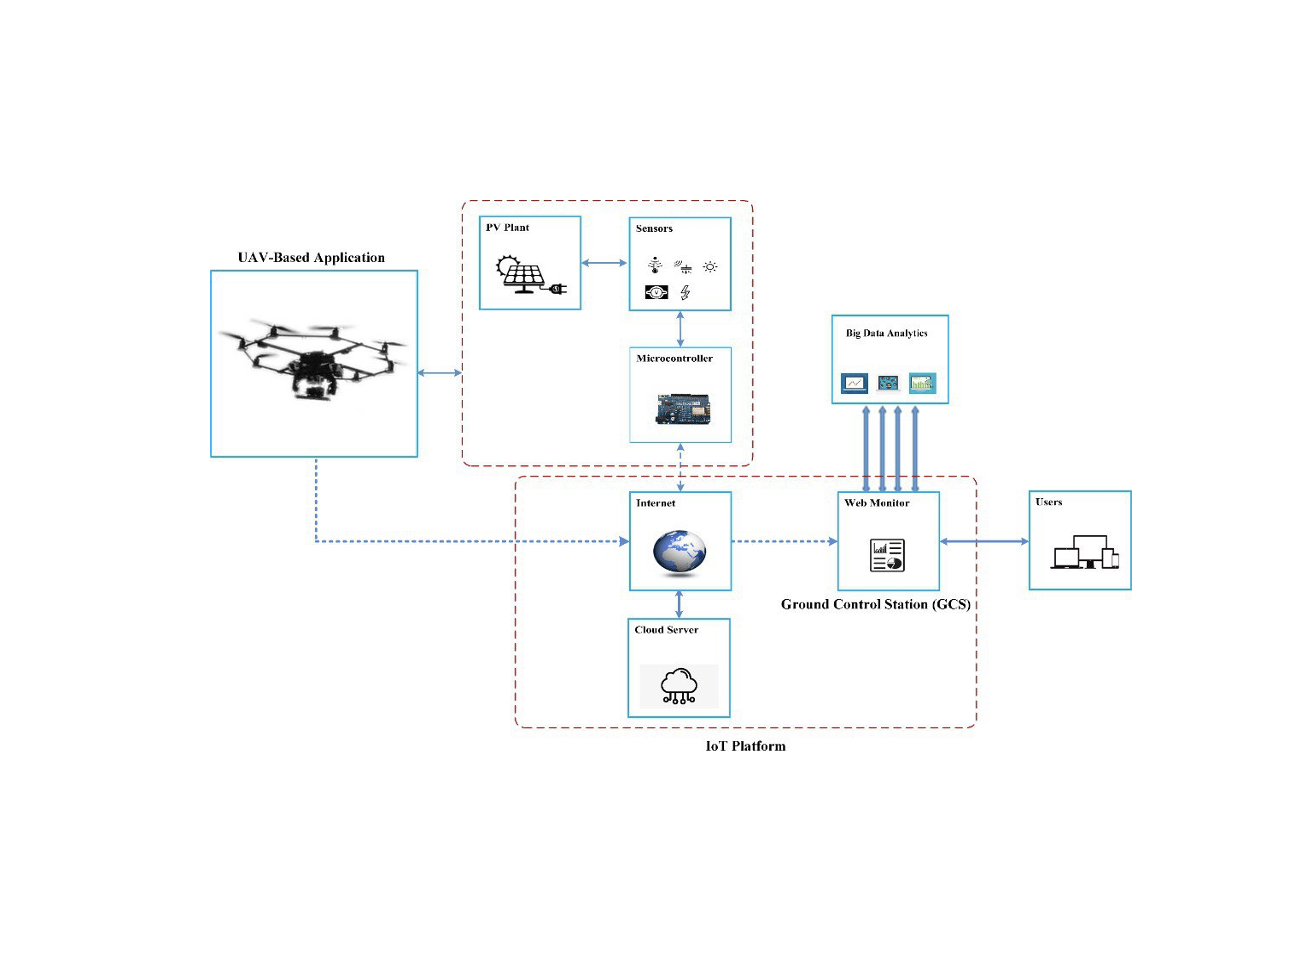 UAV-Based Application
PV Plant
Sensors
Microcontroller
Big Data Analytics
Internet
Web Monitor
Users
Ground Control Station (GCS)
Cloud Server
IoT Platform